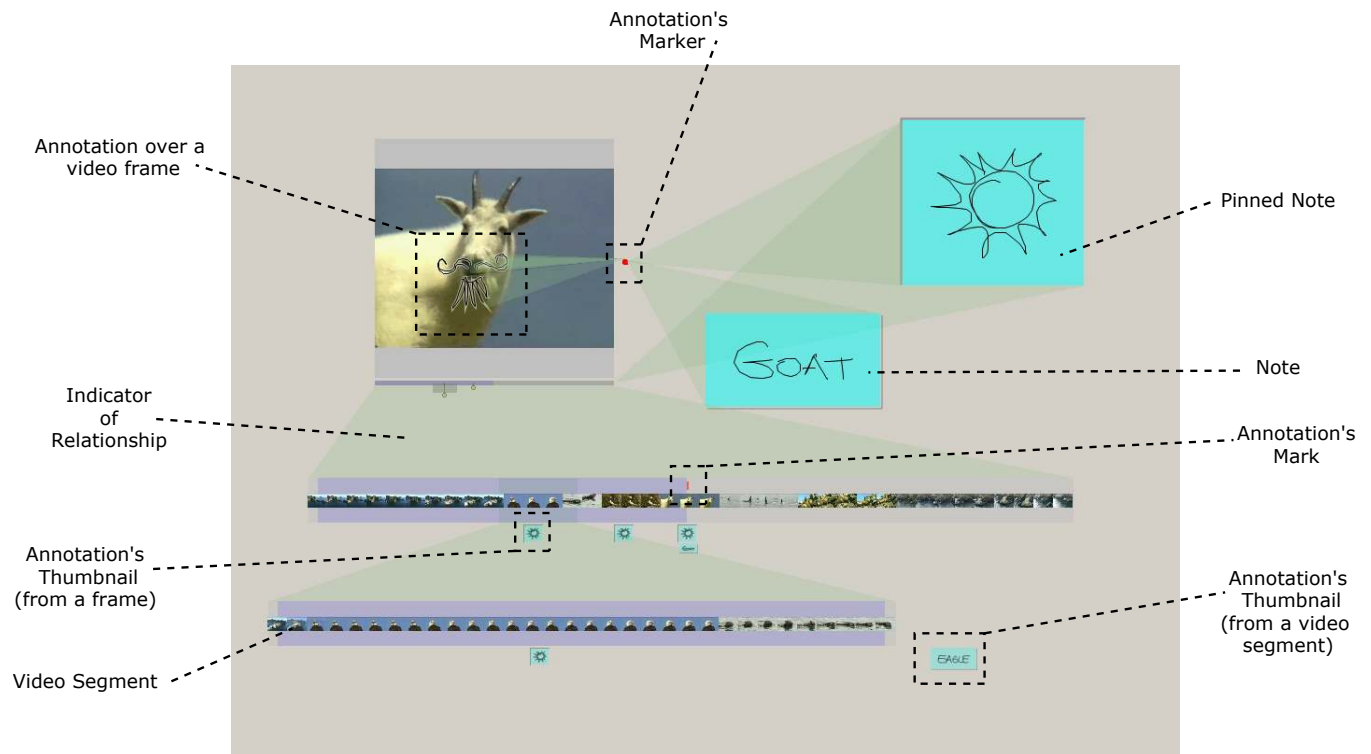 Annotation's
Marker
Annotation over a
video frame
Pinned Note
GOAT
Note
Indicator
of
Relationship
Annotation's
Mark
Annotation's
Thumbnail
(from a frame)
Annotation's
Thumbnail
(from a video
segment)
EAGLE
Video Segment